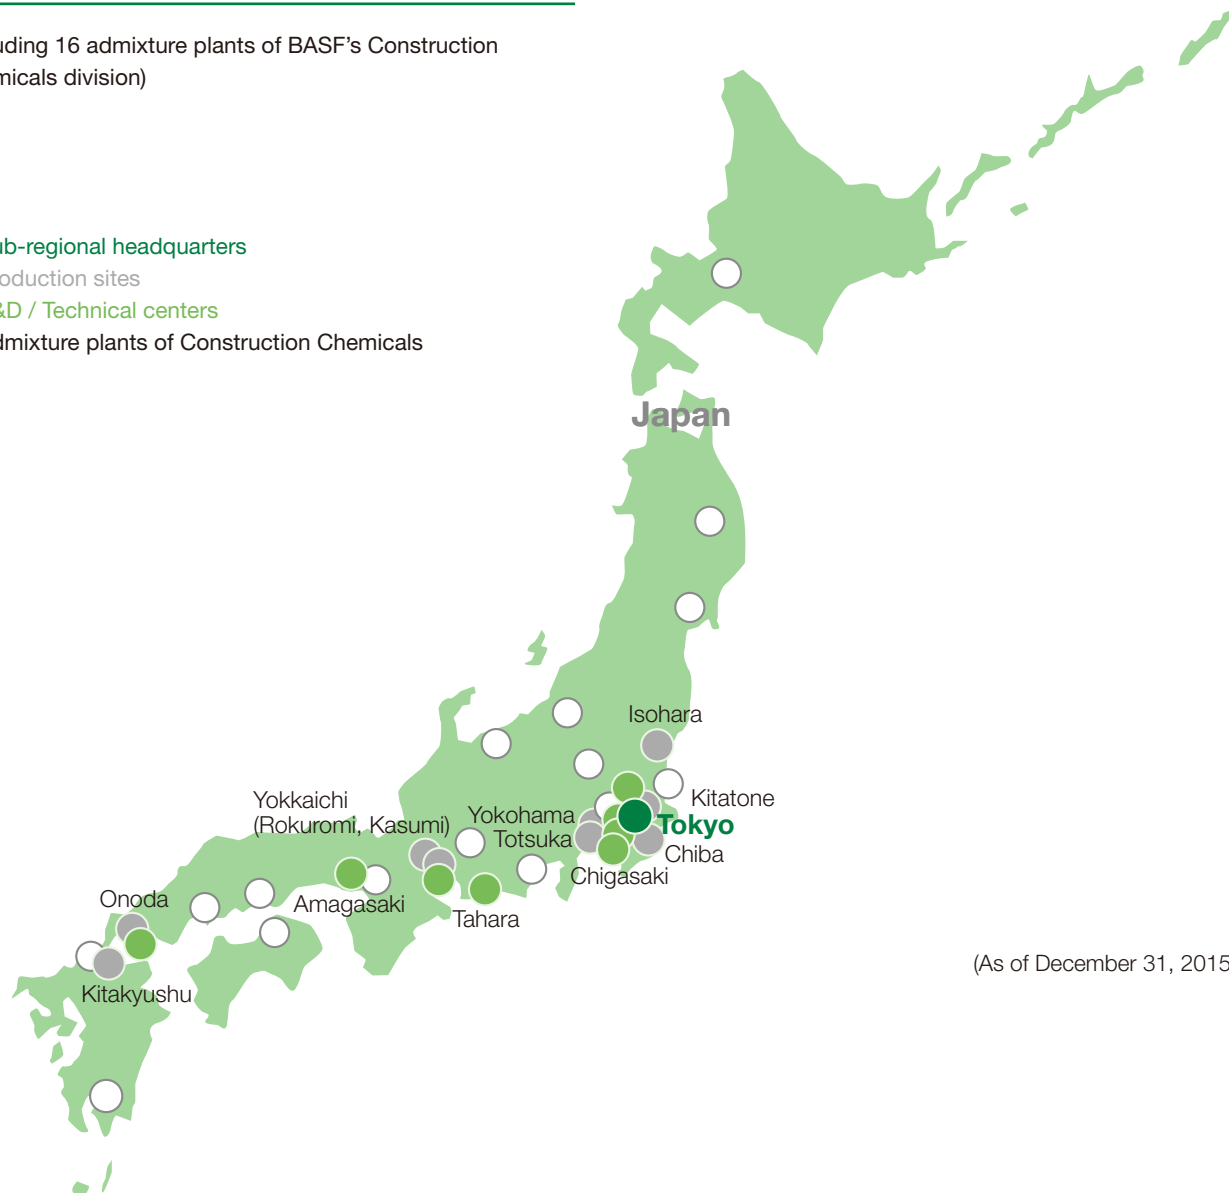 uding 16 admixture plants of BASF's Construction
micals division)
ub-regional headquarters
oduction sites
&D / Technical centers
dmixture plants of Construction Chemicals
Japan
Isohara
Kitatone
Yokkaichi
(Rokuromi, Kasumi)
Yokohama
Totsuka
Tokyo
Chiba
Chigasaki
Onoda
Amagasaki
Tahara
(As of December 31, 2015
Kitakyushu